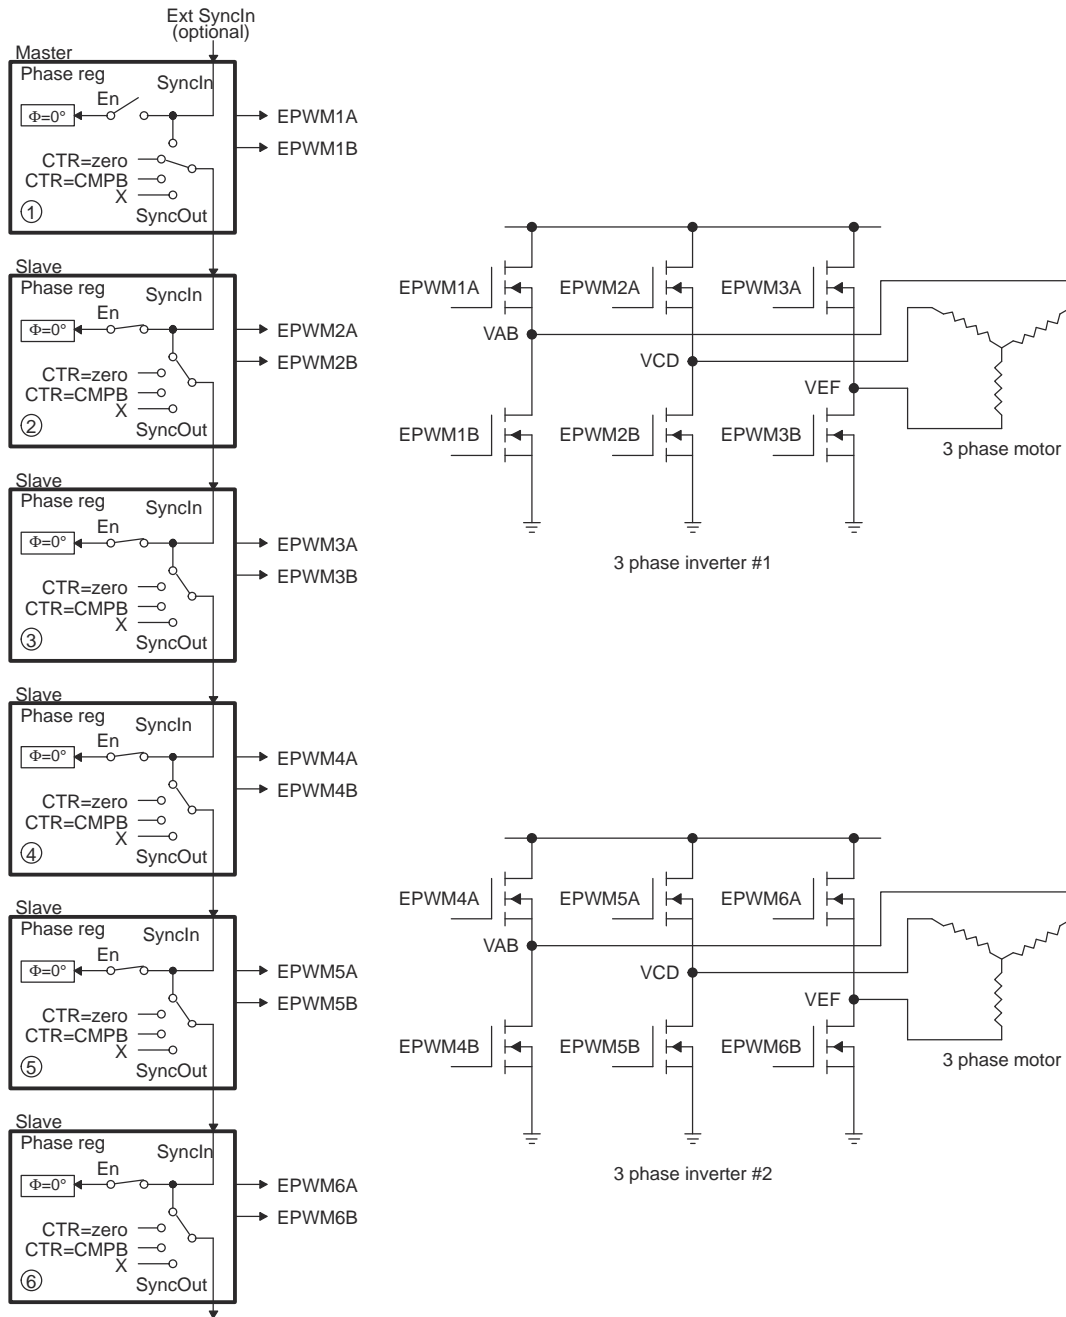 Ext SyncIn
(optional)
Master
Phase reg
SyncIn
En
Φ=0°
EPWM1A
EPWM1B
CTR=zero
CTR=CMPB
X
1
SyncOut
Slave
Phase reg
SyncIn
En
Φ=0°
EPWM2A
EPWM2B
CTR=zero
CTR=CMPB
X
2
SyncOut
Slave
Phase reg
SyncIn
En
Φ=0°
EPWM3A
EPWM3B
CTR=zero
CTR=CMPB
X
3
SyncOut
Slave
Phase reg
SyncIn
En
Φ=0°
EPWM4A
EPWM4B
CTR=zero
CTR=CMPB
X
4
SyncOut
Slave
Phase reg
SyncIn
En
Φ=0°
EPWM5A
EPWM5B
CTR=zero
CTR=CMPB
X
5
SyncOut
Slave
Phase reg
SyncIn
En
Φ=0°
EPWM6A
EPWM6B
CTR=zero
CTR=CMPB
X
6
SyncOut
EPWM1A
EPWM2A
EPWM3A
VAB
VCD
VEF
EPWM1B
EPWM2B
EPWM3B
3 phase motor
3 phase inverter #1
EPWM4A
EPWM5A
EPWM6A
VAB
VCD
VEF
EPWM4B
EPWM5B
EPWM6B
3 phase motor
3 phase inverter #2